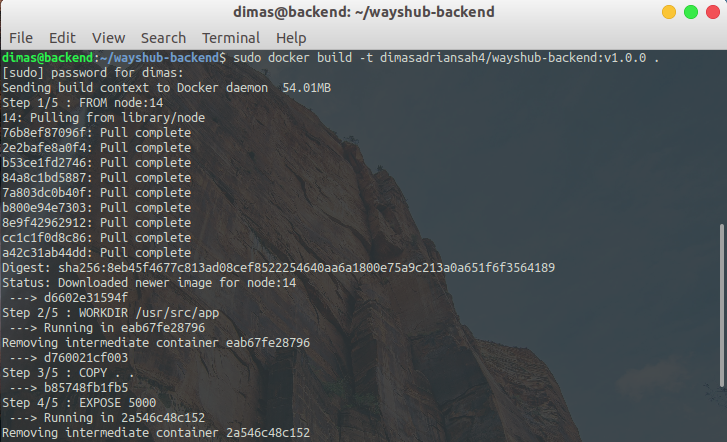 dimas@backend: ~/wayshub-backend
File Edit View Search Terminal Help
dimas@backend:~/wayshub-backend$ sudo docker build -t dimasadriansah4/wayshub-backend:v1.0.0 .
[sudo] password for dimas:
Sending build context to Docker daemon  54.01MB
Step 1/5 : FROM node:14
14: Pulling from library/node
76b8ef87096f: Pull complete
2e2bafe8a0f4: Pull complete
b53ce1fd2746: Pull complete
84a8c1bd5887: Pull complete
7a803dc0b40f: Pull complete
b800e94e7303: Pull complete
8e9f42962912: Pull complete
cc1c1f0d8c86: Pull complete
a42c31ab44dd: Pull complete
Digest: sha256:8eb45f4677c813ad08cef8522254640aa6a1800e75a9c213a0a651f6f3564189
Status: Downloaded newer image for node:14
 ---> d6602e31594f
Step 2/5 : WORKDIR /usr/src/app
 ---> Running in eab67fe28796
Removing intermediate container eab67fe28796
 ---> d760021cf003
Step 3/5 : COPY . .
 ---> b85748fb1fb5
Step 4/5 : EXPOSE 5000
 ---> Running in 2a546c48c152
Removing intermediate container 2a546c48c152